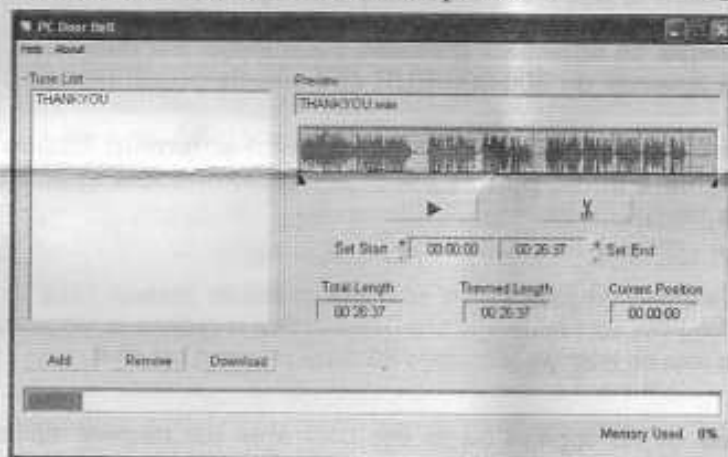 PC Door Bell
Help About
Tune List
THANKYOU
Preview
THANKYOU.wav
Set Start 00:00:00 00:26:37 Set End
Total Length Trimmed Length Current Position
00:26:37 00:26:37 00:00:00
Add Remove Download
Memory Used 8%